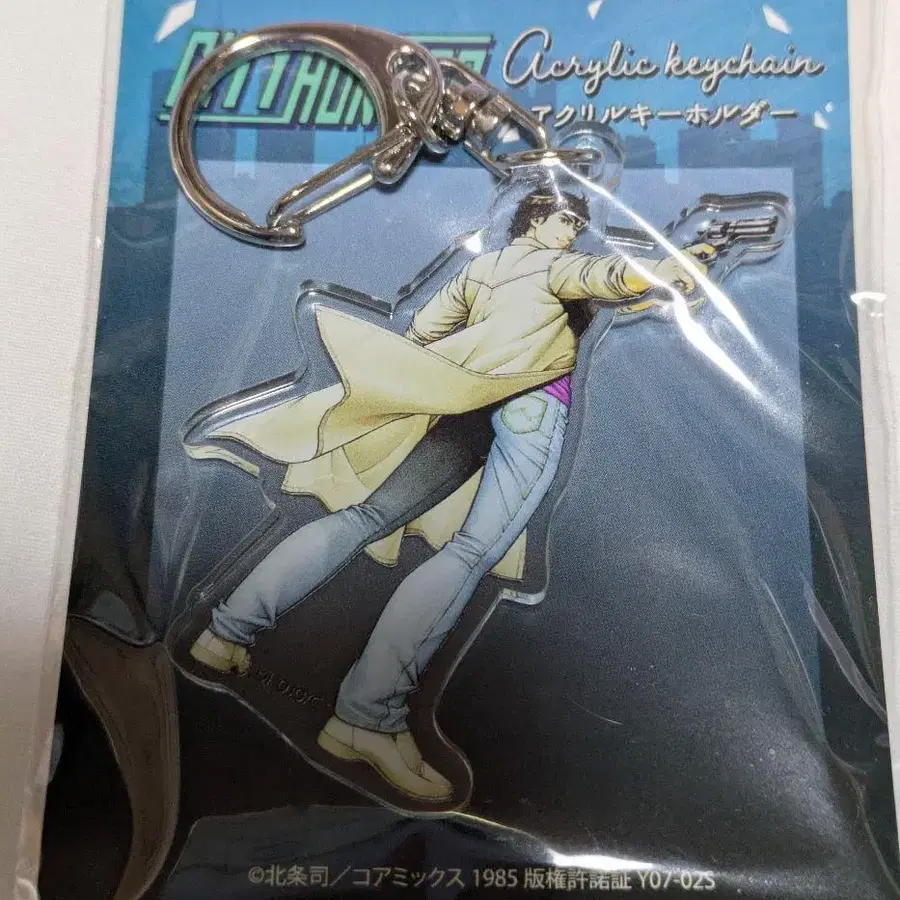 CITY HUNTER
Acrylic keychain
アクリルキーホルダー
©北条司／コアミックス 1985 版権許諾証 Y07-02S